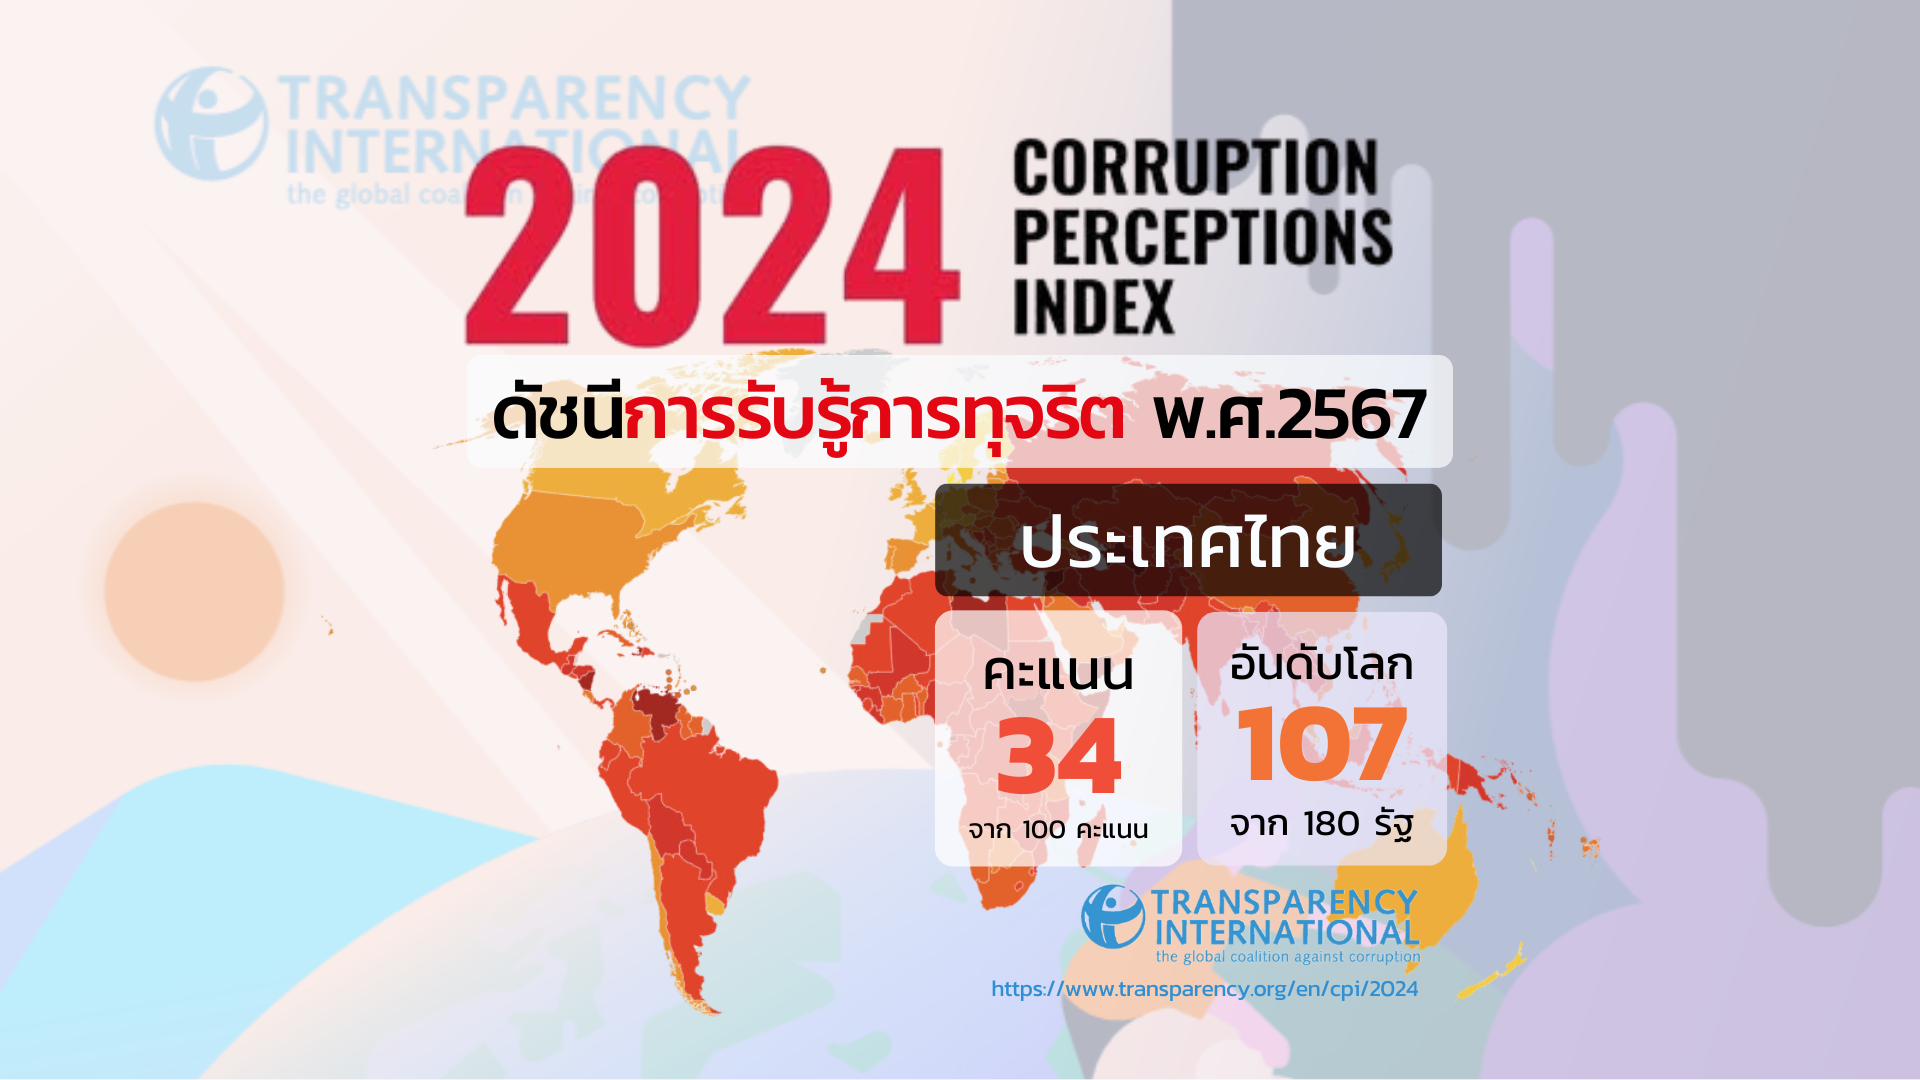 TRANSPARENCY
INTERNATIONAL
the global coalition against corruption
2024
CORRUPTION
PERCEPTIONS
INDEX
ดัชนีการรับรู้การทุจริต พ.ศ.2567
ประเทศไทย
คะแนน
34
จาก 100 คะแนน
อันดับโลก
107
จาก 180 รัฐ
TRANSPARENCY
INTERNATIONAL
the global coalition against corruption
https://www.transparency.org/en/cpi/2024